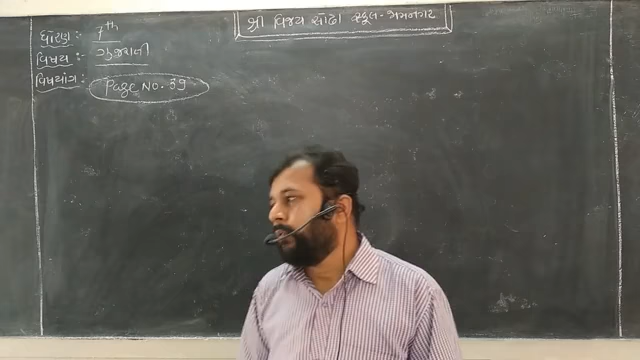 શ્રી વિજય સોઢા સ્કૂલ - જામનગર
ધોરણ :- 7th
વિષય :- ગુજરાતી
વિષયાંગ :- Page No. 39